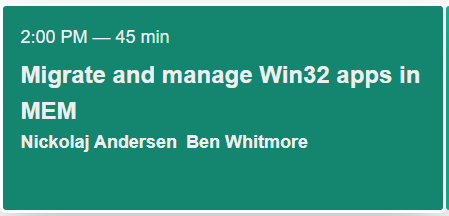 2:00 PM — 45 min
Migrate and manage Win32 apps in
MEM
Nickolaj Andersen Ben Whitmore